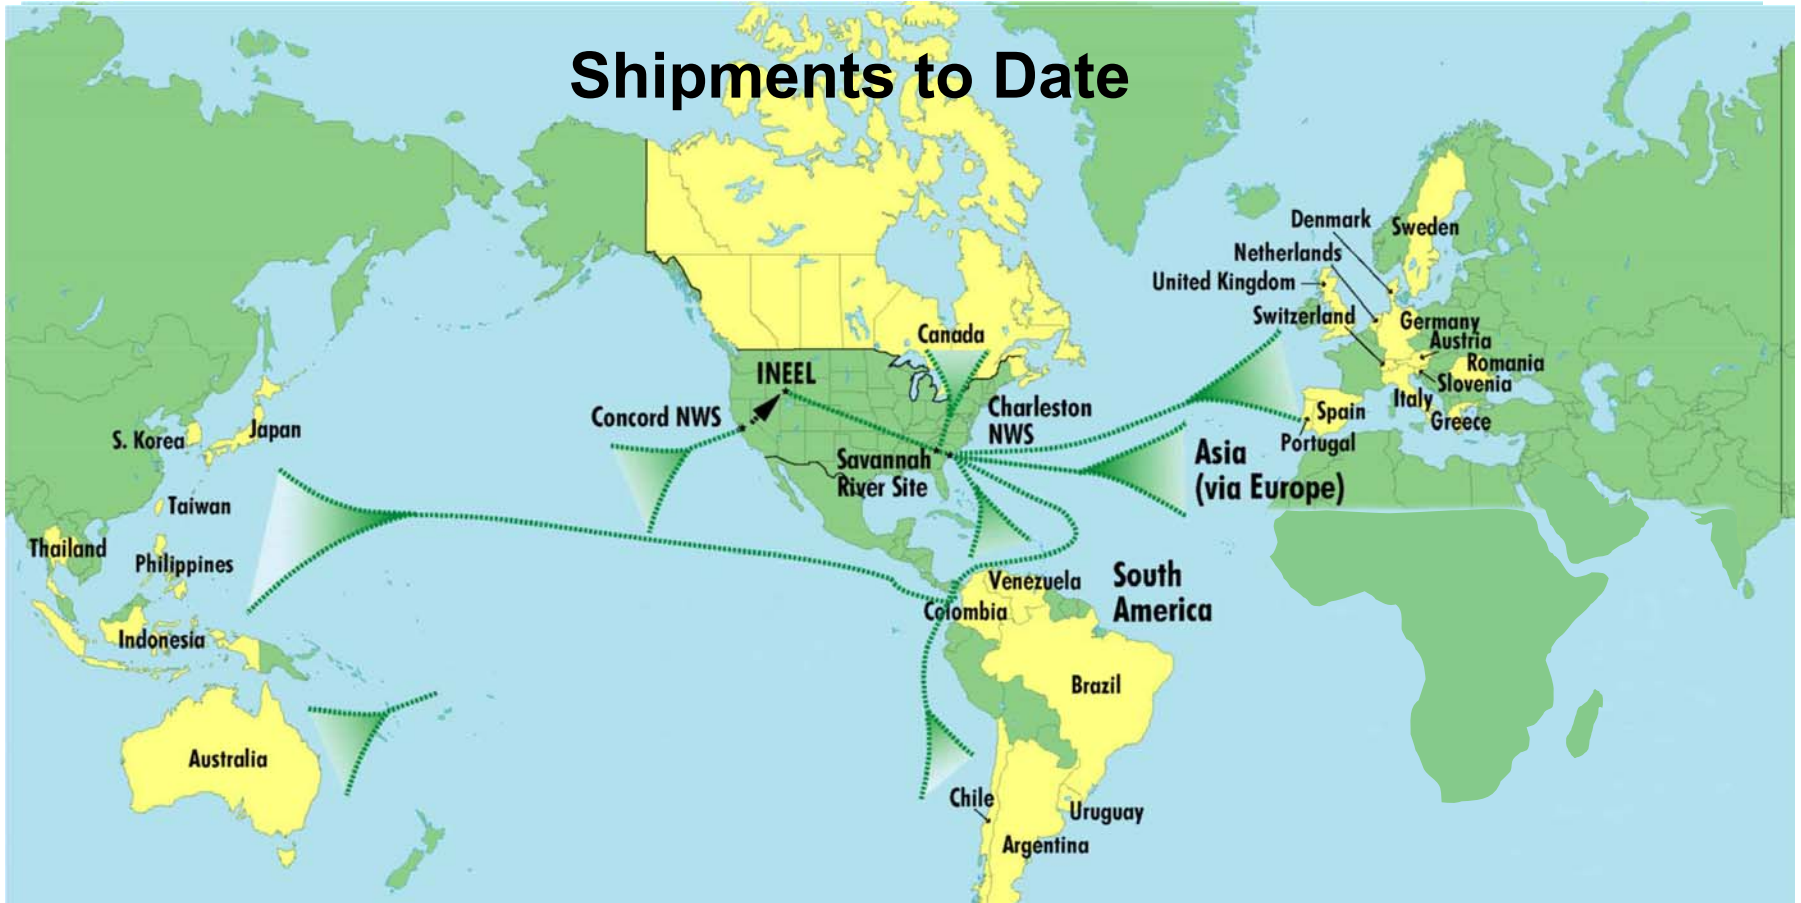 Shipments to Date
Denmark
Sweden
Netherlands
United Kingdom
Switzerland
Germany
Canada
Austria
Romania
INEEL
Slovenia
Italy
Concord NWS
Charleston
NWS
Spain
Greece
Japan
S. Korea
Portugal
Savannah
River Site
Asia
(via Europe)
Taiwan
Thailand
Philippines
Venezuela
South
America
Colombia
Indonesia
Brazil
Australia
Chile
Uruguay
Argentina